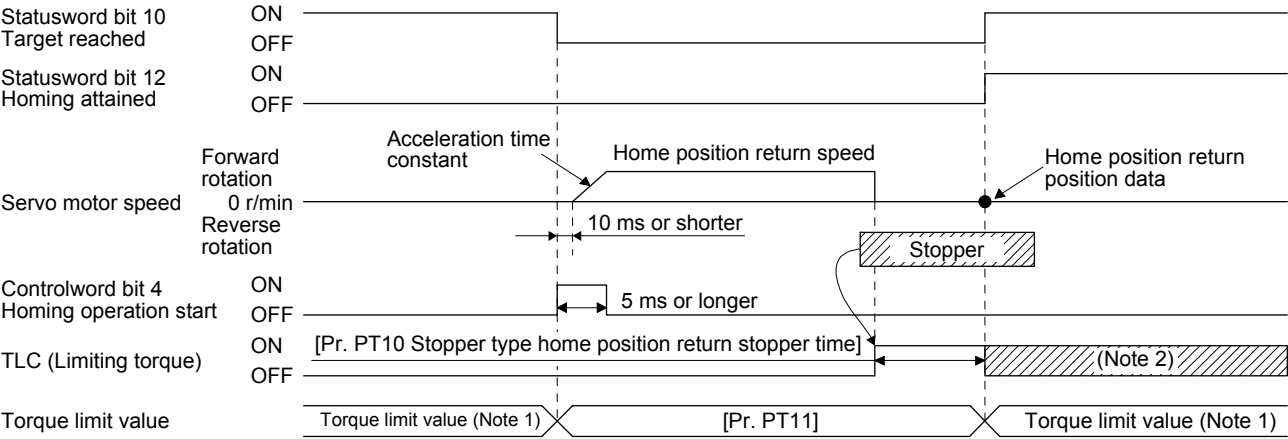 Statusword bit 10
Target reached
ON
OFF
Statusword bit 12
Homing attained
ON
OFF
Servo motor speed
Forward
rotation
0 r/min
Reverse
rotation
Acceleration time
constant
Home position return speed
Home position return
position data
10 ms or shorter
Stopper
Controlword bit 4
Homing operation start
ON
OFF
5 ms or longer
TLC (Limiting torque)
ON
OFF
[Pr. PT10 Stopper type home position return stopper time]
(Note 2)
Torque limit value
Torque limit value (Note 1)
[Pr. PT11]
Torque limit value (Note 1)